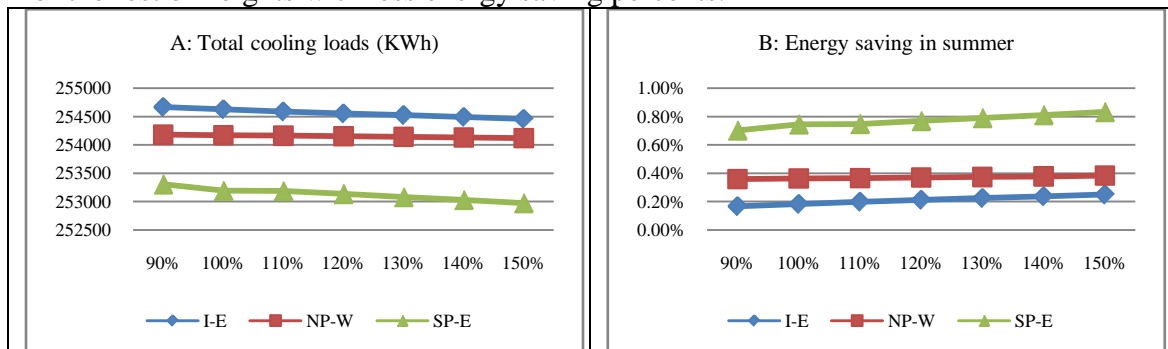 A: Total cooling loads (KWh)
255000
254500
254000
253500
253000
252500
90% 100% 110% 120% 130% 140% 150%
I-E NP-W SP-E
B: Energy saving in summer
1.00%
0.80%
0.60%
0.40%
0.20%
0.00%
90% 100% 110% 120% 130% 140% 150%
I-E NP-W SP-E